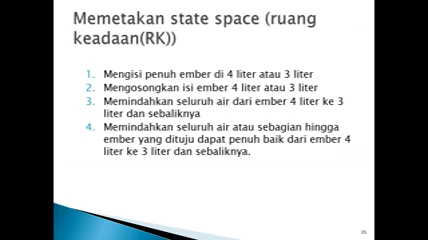 Memetakan state space (ruang
keadaan(RK))
1. Mengisi penuh ember di 4 liter atau 3 liter
2. Mengosongkan isi ember 4 liter atau 3 liter
3. Memindahkan seluruh air dari ember 4 liter ke 3
liter dan sebaliknya
4. Memindahkan seluruh air atau sebagian hingga
ember yang dituju dapat penuh baik dari ember 4
liter ke 3 liter dan sebaliknya.